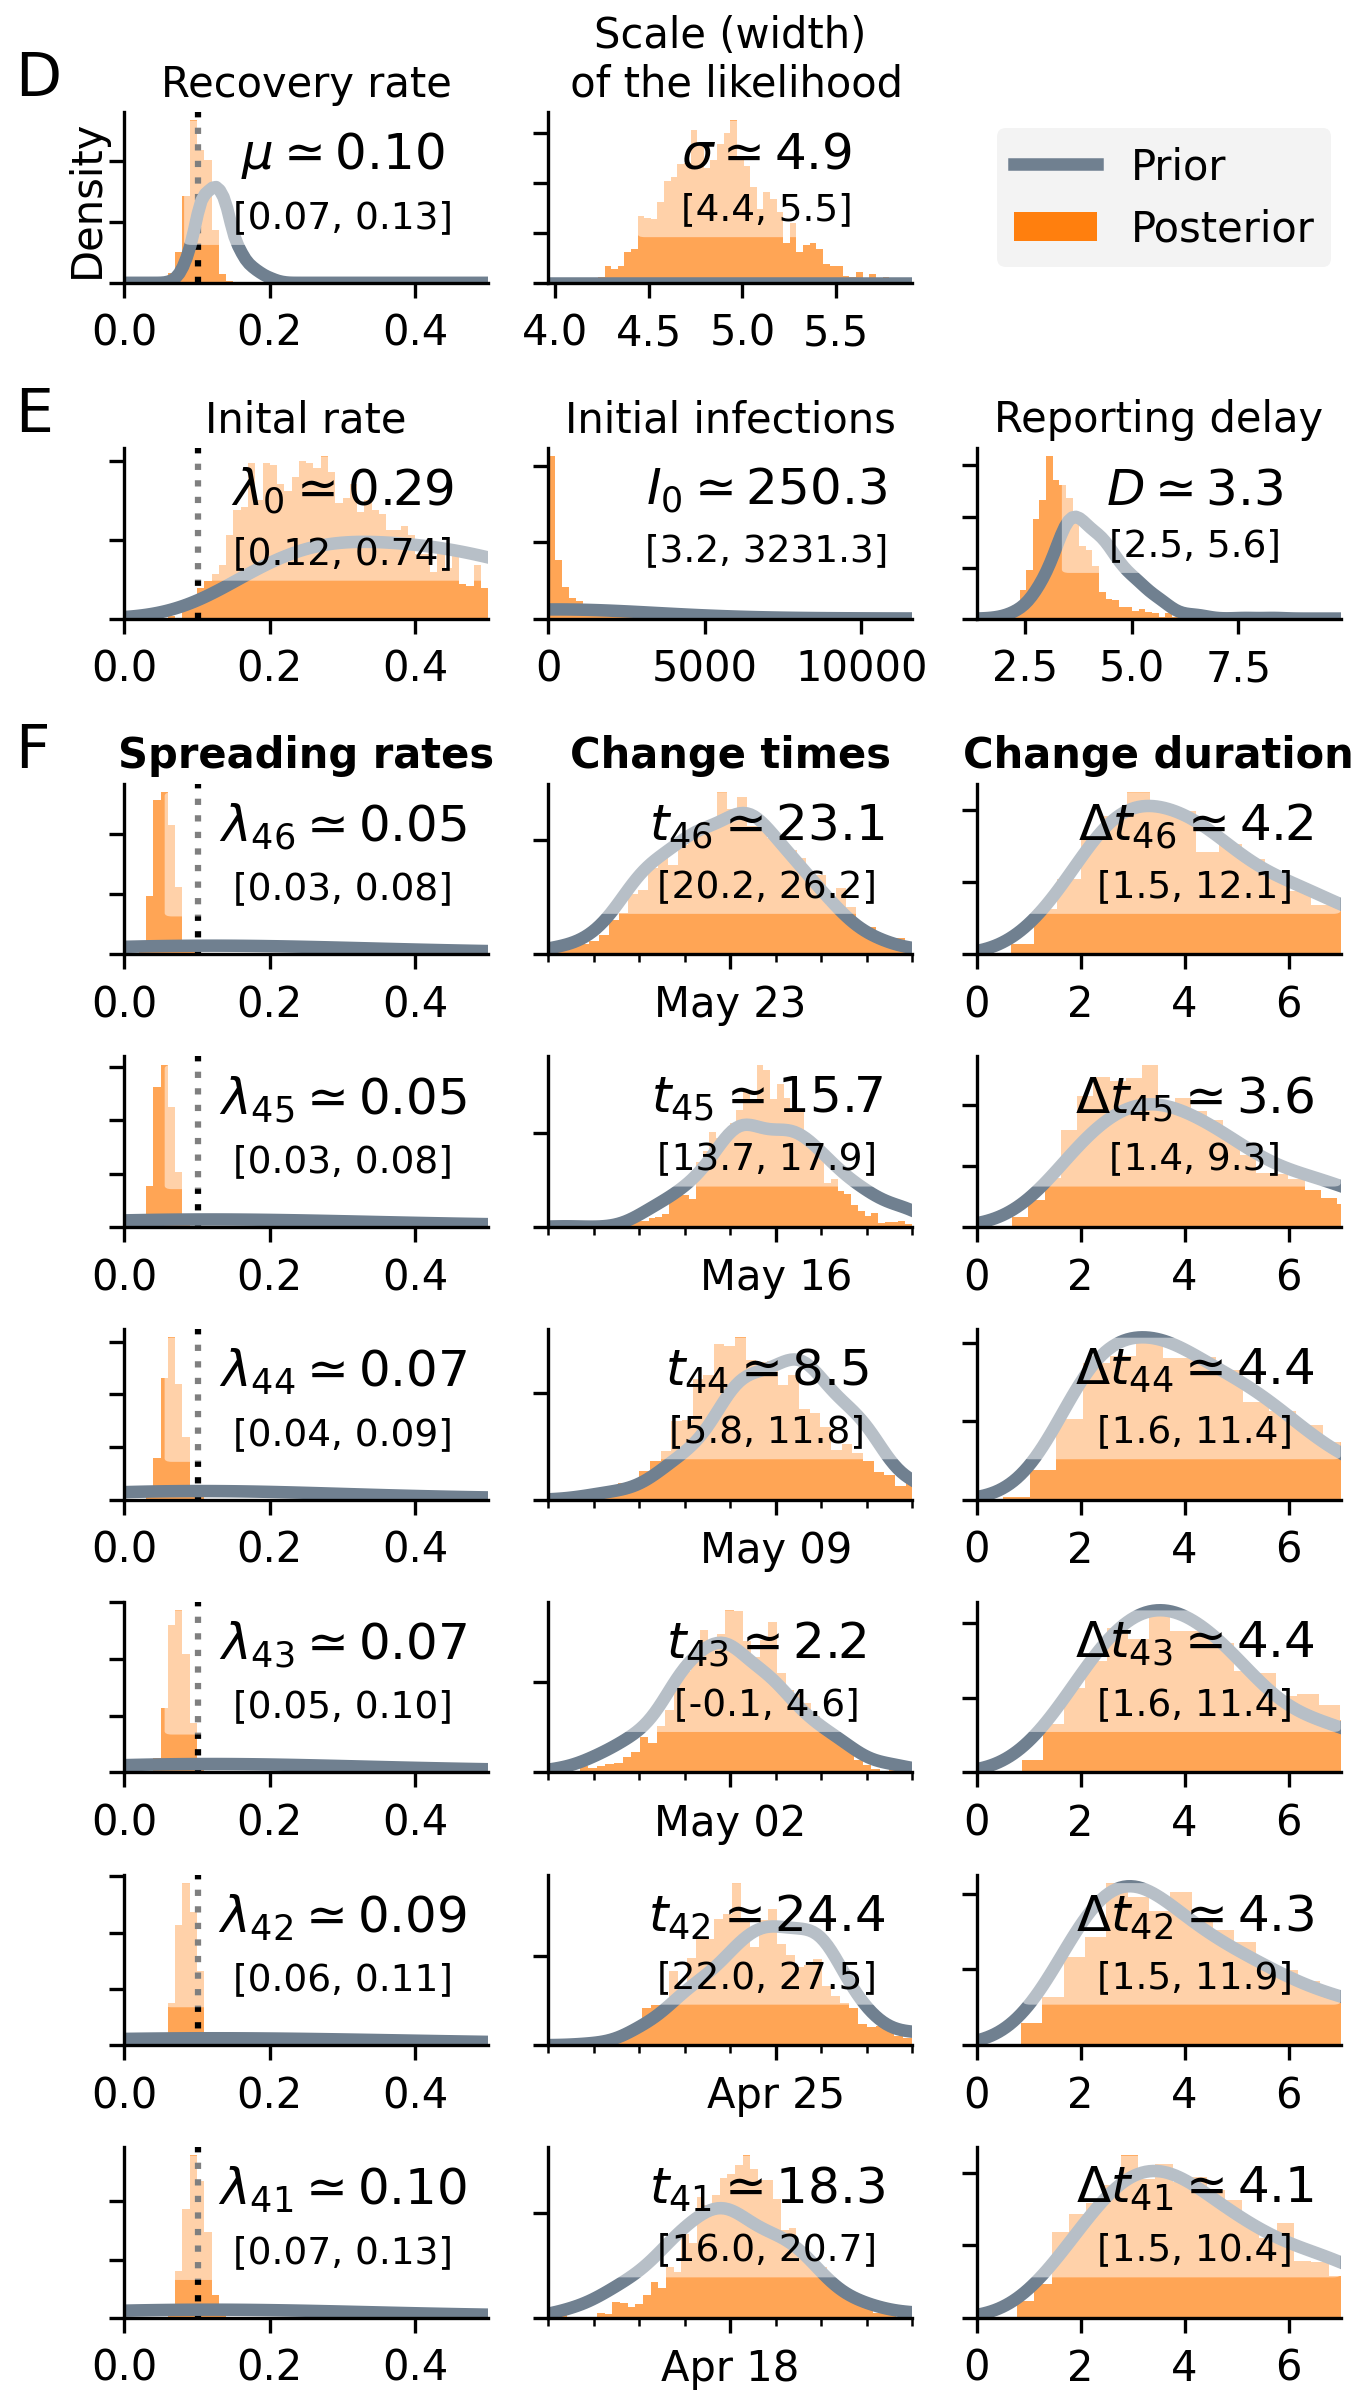 D
Recovery rate
Density
μ ≃ 0.10
[0.07, 0.13]
0.0 0.2 0.4
Scale (width)
of the likelihood
σ ≃ 4.9
[4.4, 5.5]
4.0 4.5 5.0 5.5
Prior
Posterior
E
Inital rate
λ0 ≃ 0.29
[0.12, 0.74]
0.0 0.2 0.4
Initial infections
I0 ≃ 250.3
[3.2, 3231.3]
0 5000 10000
Reporting delay
D ≃ 3.3
[2.5, 5.6]
2.5 5.0 7.5
F
Spreading rates Change times Change duration
λ46 ≃ 0.05
[0.03, 0.08]
0.0 0.2 0.4
t46 ≃ 23.1
[20.2, 26.2]
May 23
Δt46 ≃ 4.2
[1.5, 12.1]
0 2 4 6
λ45 ≃ 0.05
[0.03, 0.08]
0.0 0.2 0.4
t45 ≃ 15.7
[13.7, 17.9]
May 16
Δt45 ≃ 3.6
[1.4, 9.3]
0 2 4 6
λ44 ≃ 0.07
[0.04, 0.09]
0.0 0.2 0.4
t44 ≃ 8.5
[5.8, 11.8]
May 09
Δt44 ≃ 4.4
[1.6, 11.4]
0 2 4 6
λ43 ≃ 0.07
[0.05, 0.10]
0.0 0.2 0.4
t43 ≃ 2.2
[-0.1, 4.6]
May 02
Δt43 ≃ 4.4
[1.6, 11.4]
0 2 4 6
λ42 ≃ 0.09
[0.06, 0.11]
0.0 0.2 0.4
t42 ≃ 24.4
[22.0, 27.5]
Apr 25
Δt42 ≃ 4.3
[1.5, 11.9]
0 2 4 6
λ41 ≃ 0.10
[0.07, 0.13]
0.0 0.2 0.4
t41 ≃ 18.3
[16.0, 20.7]
Apr 18
Δt41 ≃ 4.1
[1.5, 10.4]
0 2 4 6